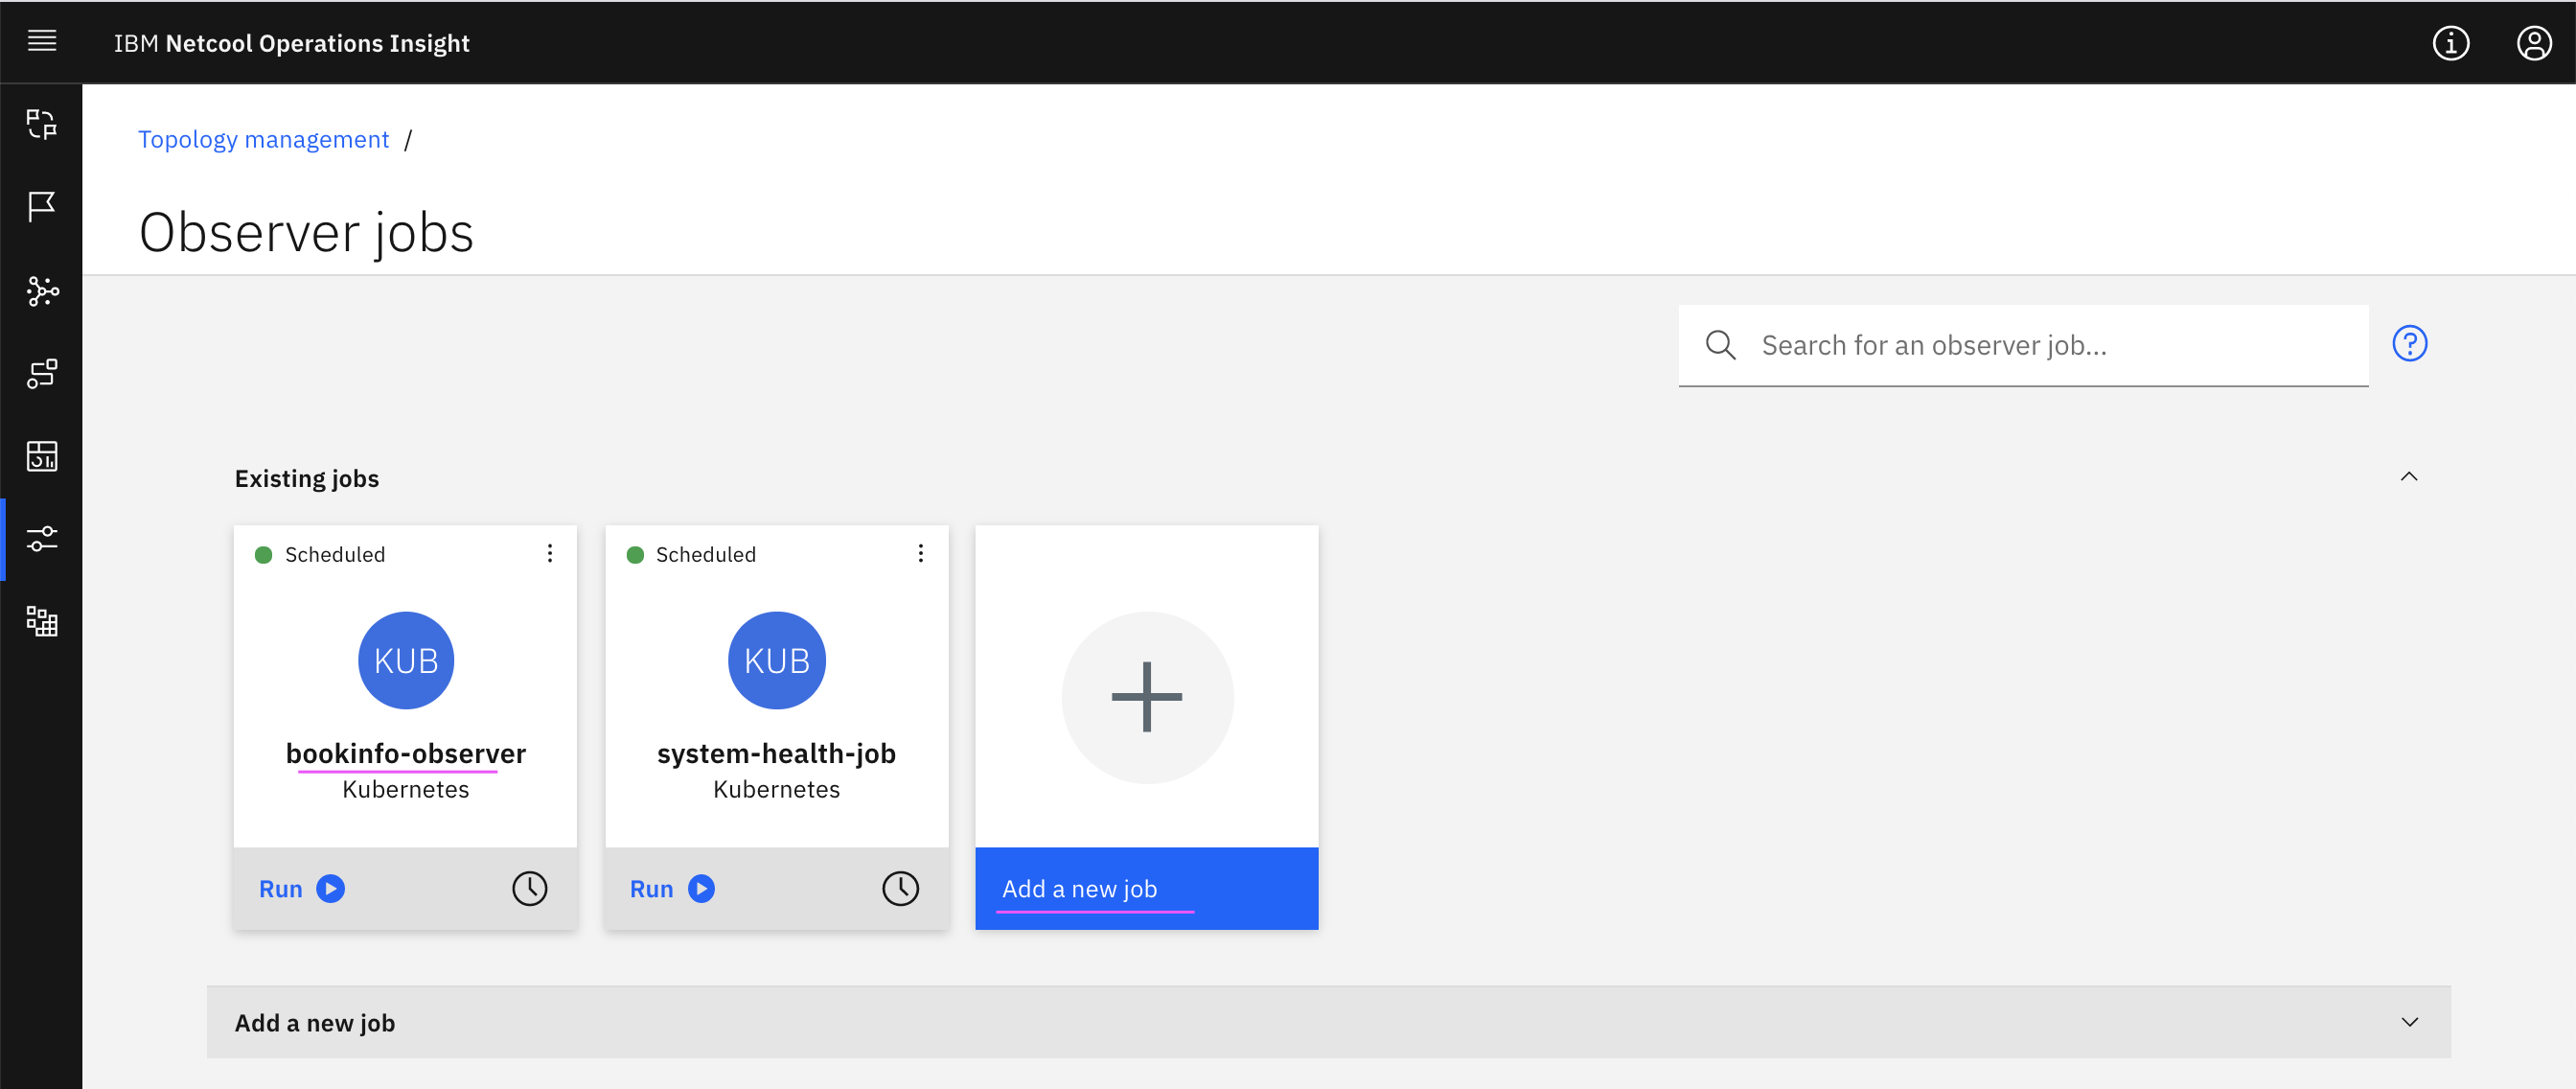 IBM Netcool Operations Insight
Topology management /
Observer jobs
Search for an observer job...
Existing jobs
Scheduled
KUB
bookinfo-observer
Kubernetes
Run
Scheduled
KUB
system-health-job
Kubernetes
Run
Add a new job
Add a new job